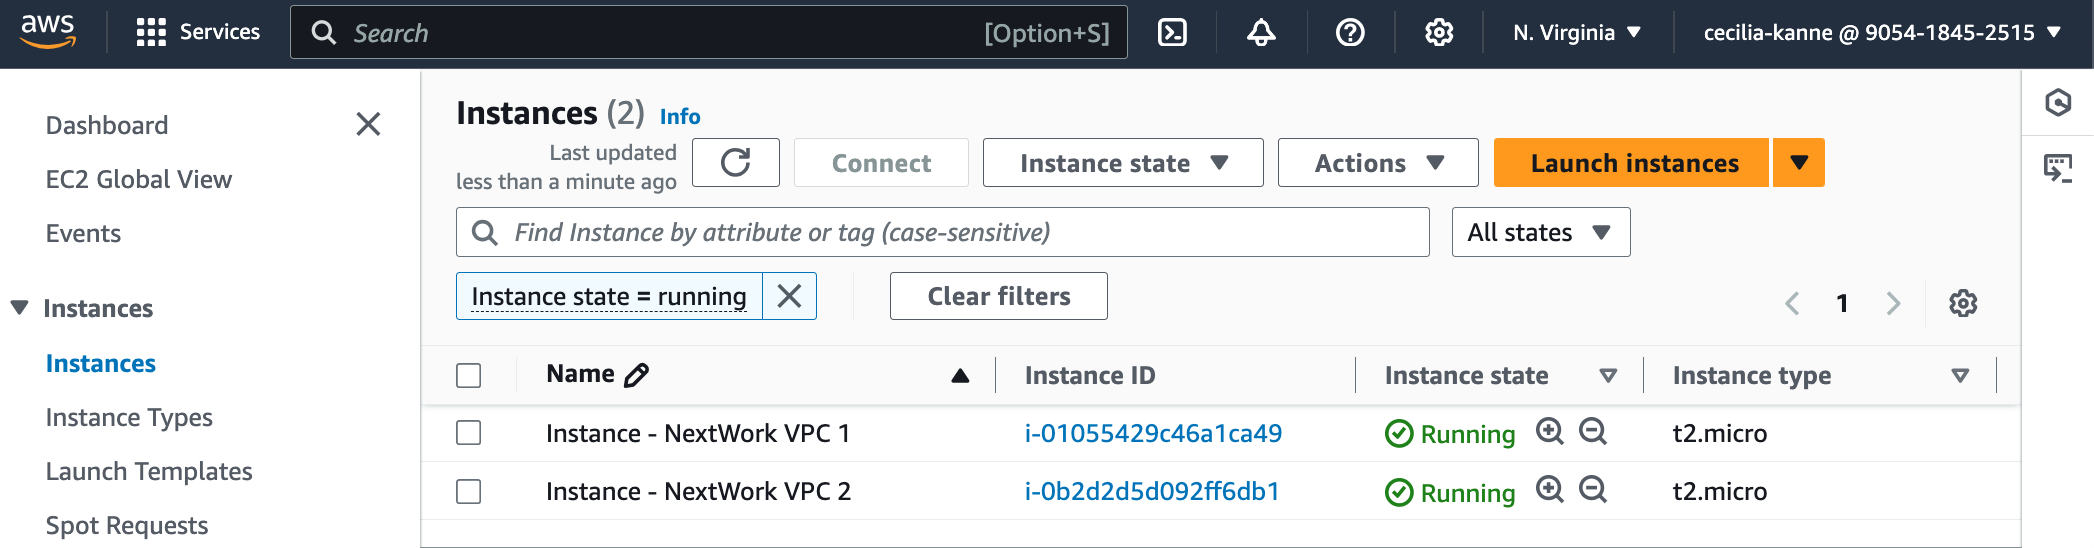 aws
Services
Search [Option+S]
N. Virginia
cecilia-kanne @ 9054-1845-2515
Dashboard
EC2 Global View
Events
Instances
Instances
Instance Types
Launch Templates
Spot Requests
Instances (2) Info
Last updated
less than a minute ago
Connect
Instance state
Actions
Launch instances
Find Instance by attribute or tag (case-sensitive)
All states
Instance state = running
Clear filters
1
Name Instance ID Instance state Instance type
Instance - NextWork VPC 1 i-01055429c46a1ca49 Running t2.micro
Instance - NextWork VPC 2 i-0b2d2d5d092ff6db1 Running t2.micro